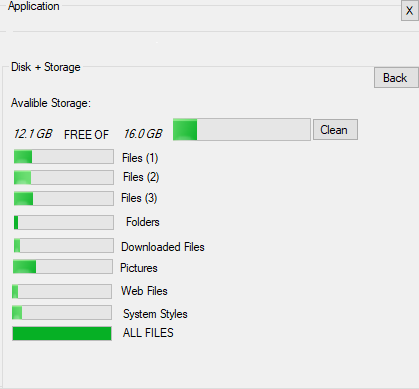 Application
X
Disk + Storage
Back
Avalible Storage:
12.1 GB FREE OF 16.0 GB Clean
Files (1)
Files (2)
Files (3)
Folders
Downloaded Files
Pictures
Web Files
System Styles
ALL FILES